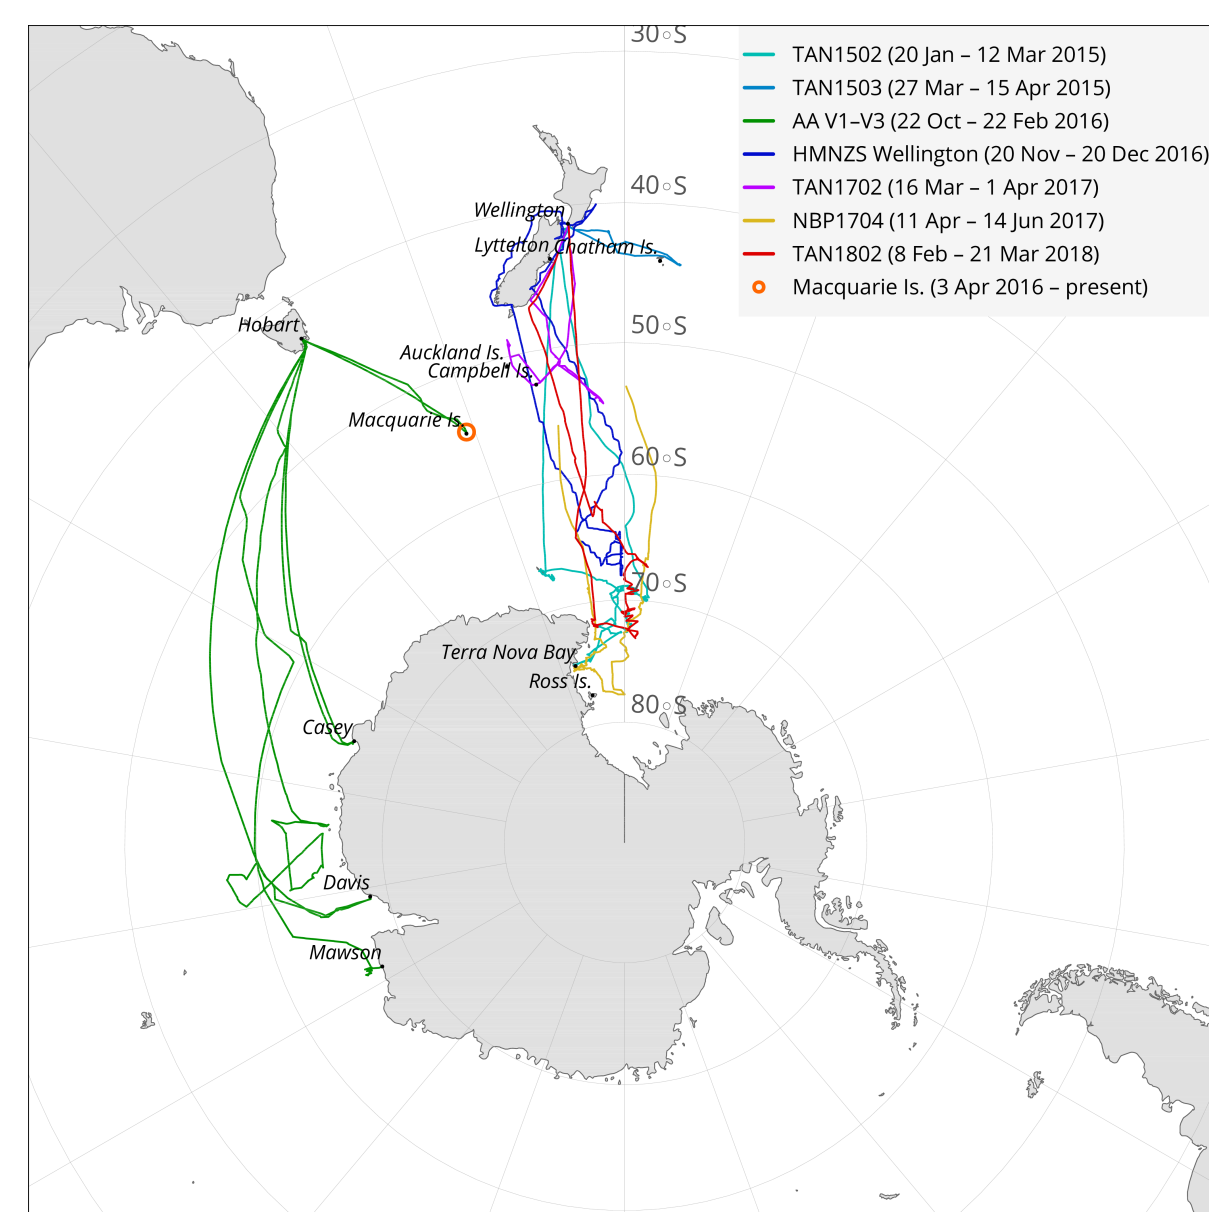 30°S
TAN1502 (20 Jan – 12 Mar 2015)
TAN1503 (27 Mar – 15 Apr 2015)
AA V1–V3 (22 Oct – 22 Feb 2016)
HMNZS Wellington (20 Nov – 20 Dec 2016)
TAN1702 (16 Mar – 1 Apr 2017)
NBP1704 (11 Apr – 14 Jun 2017)
TAN1802 (8 Feb – 21 Mar 2018)
Macquarie Is. (3 Apr 2016 – present)
40°S
Wellington
Lyttelton Chatham Is.
50°S
Hobart
Auckland Is.
Campbell Is.
Macquarie Is.
60°S
70°S
Terra Nova Bay
Ross Is.
80°S
Casey
Davis
Mawson